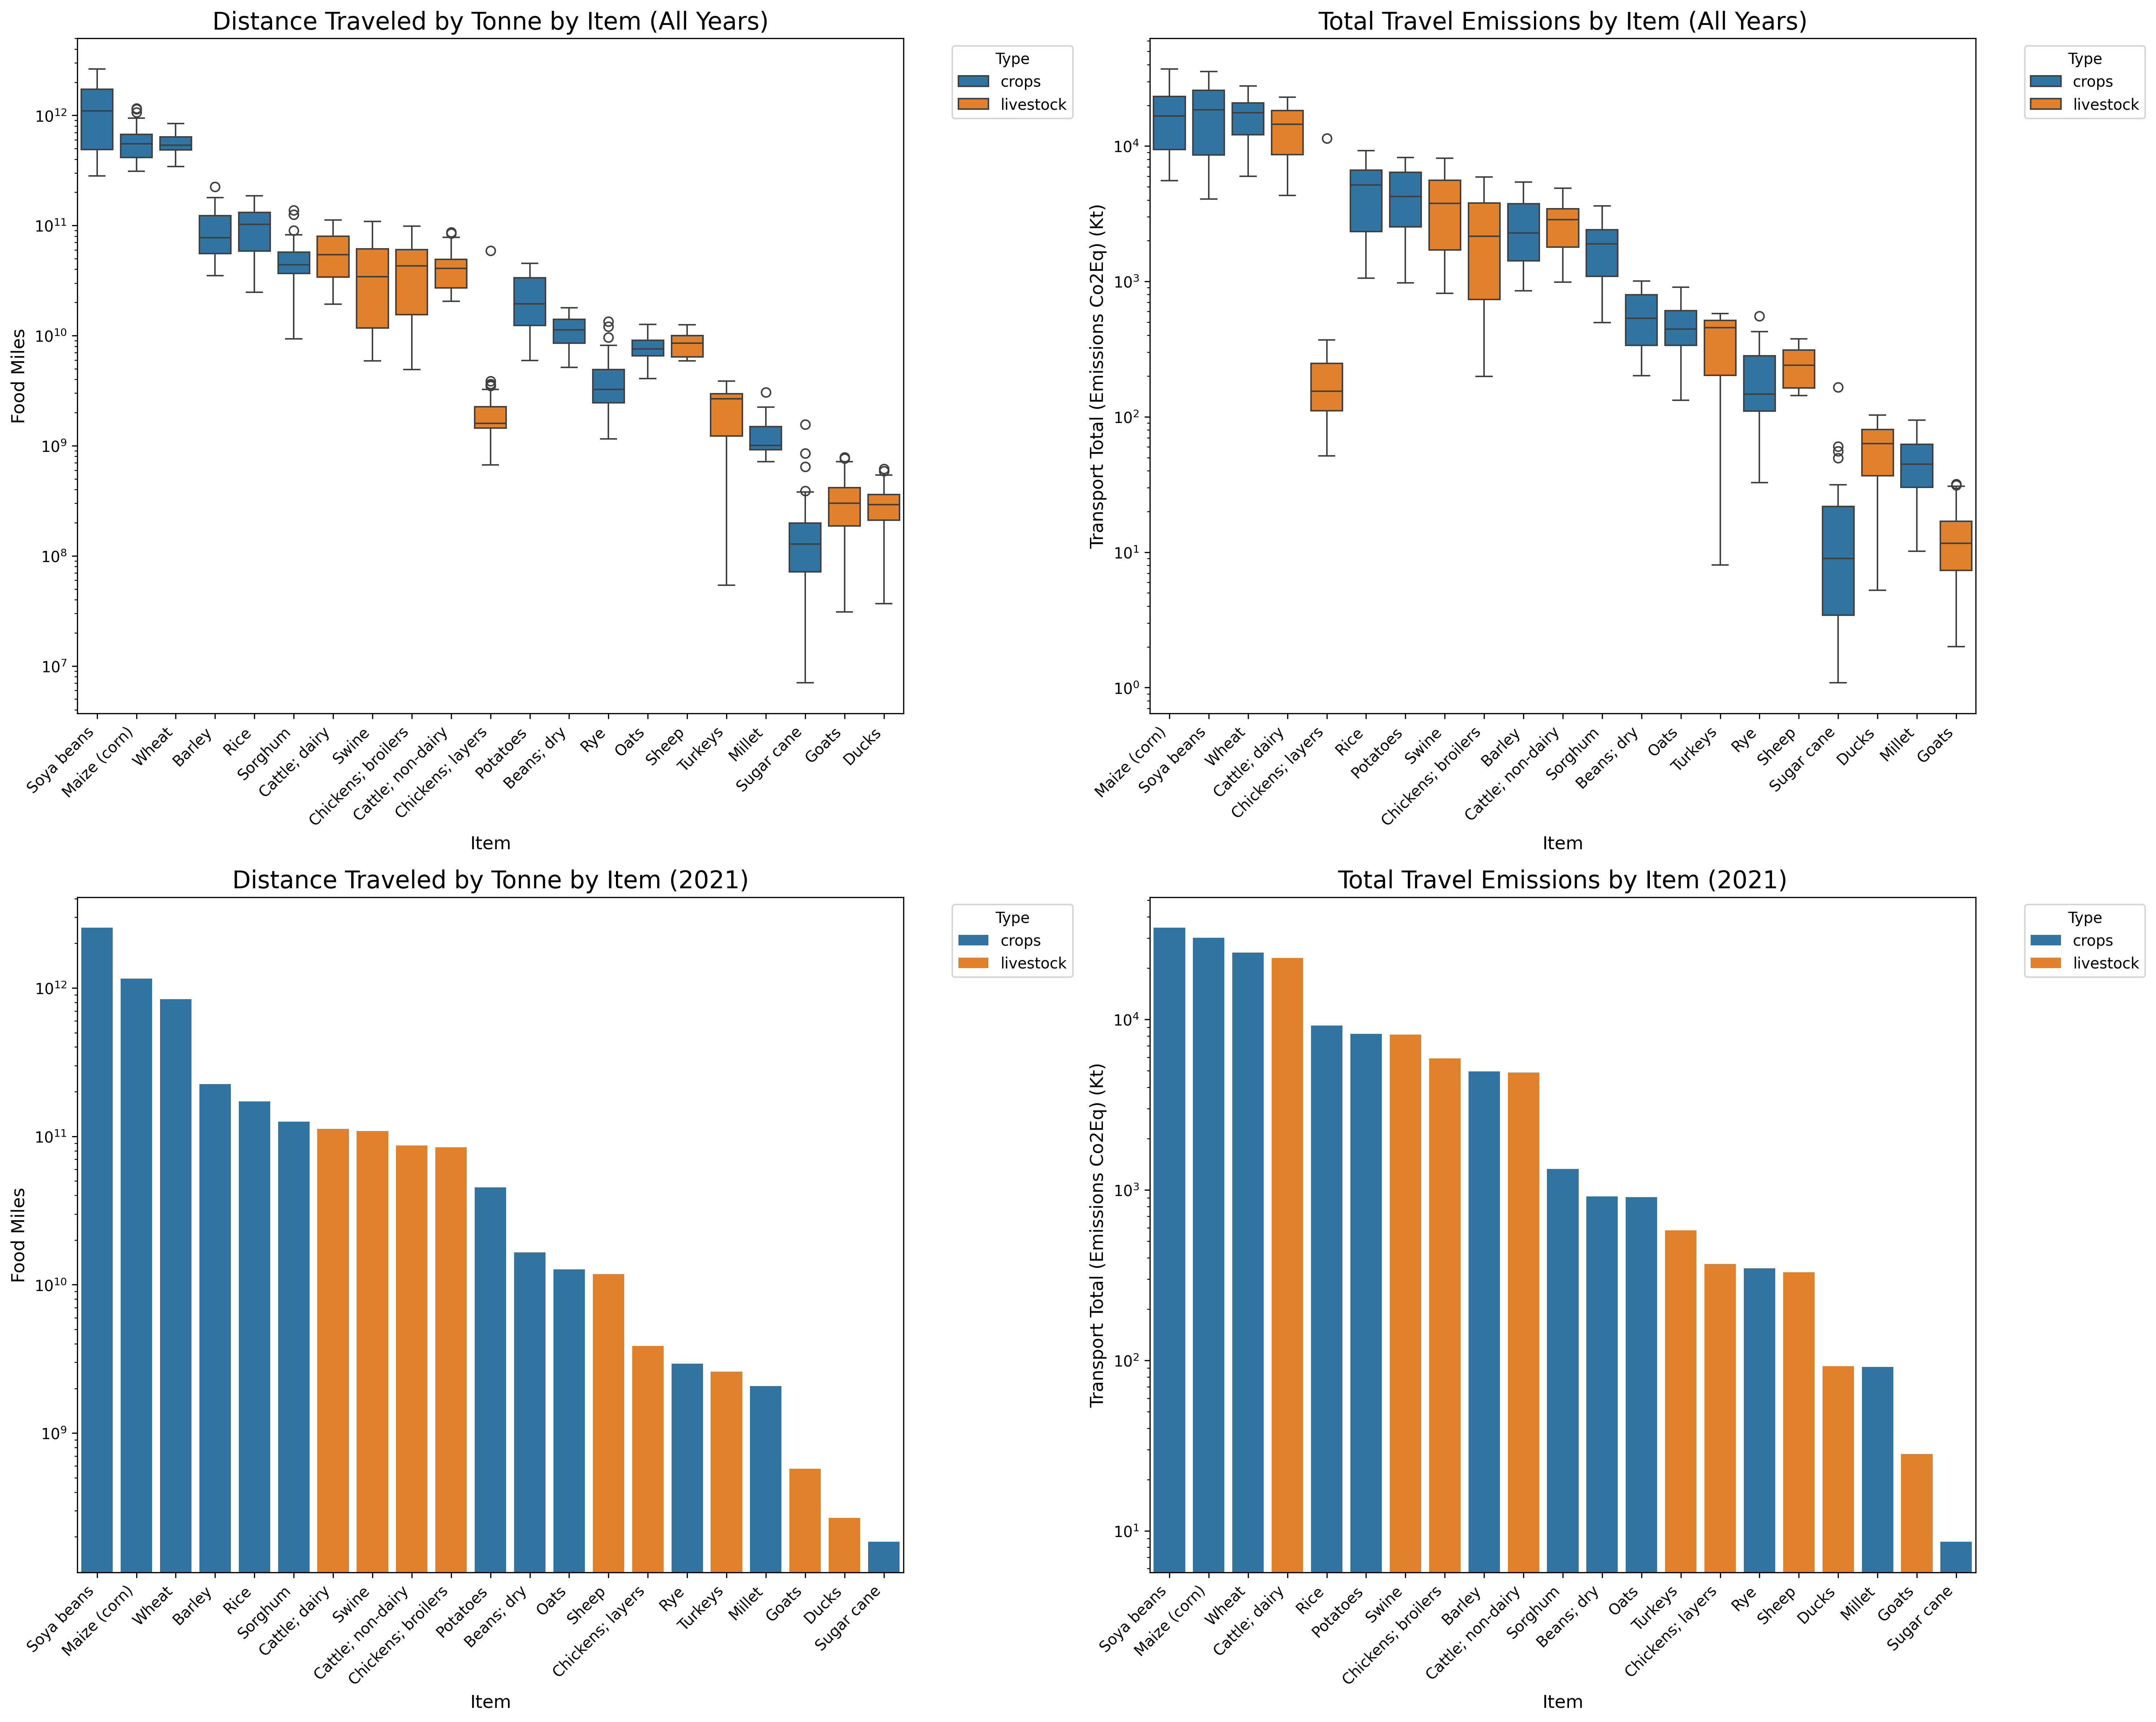 Distance Traveled by Tonne by Item (All Years)
Food Miles
10^12
10^11
10^10
10^9
10^8
10^7
Soya beans
Maize (corn)
Wheat
Barley
Rice
Sorghum
Cattle; dairy
Swine
Chickens; broilers
Cattle; non-dairy
Chickens; layers
Potatoes
Beans; dry
Rye
Oats
Sheep
Turkeys
Millet
Sugar cane
Goats
Ducks
Item
Type
crops
livestock
Total Travel Emissions by Item (All Years)
Transport Total (Emissions Co2Eq) (Kt)
10^4
10^3
10^2
10^1
10^0
Maize (corn)
Soya beans
Wheat
Cattle; dairy
Chickens; layers
Rice
Potatoes
Swine
Chickens; broilers
Barley
Cattle; non-dairy
Sorghum
Beans; dry
Oats
Turkeys
Rye
Sheep
Sugar cane
Ducks
Millet
Goats
Item
Type
crops
livestock
Distance Traveled by Tonne by Item (2021)
Food Miles
10^12
10^11
10^10
10^9
Soya beans
Maize (corn)
Wheat
Barley
Rice
Sorghum
Cattle; dairy
Swine
Cattle; non-dairy
Chickens; broilers
Potatoes
Beans; dry
Oats
Sheep
Chickens; layers
Rye
Turkeys
Millet
Goats
Ducks
Sugar cane
Item
Type
crops
livestock
Total Travel Emissions by Item (2021)
Transport Total (Emissions Co2Eq) (Kt)
10^4
10^3
10^2
10^1
Soya beans
Maize (corn)
Wheat
Cattle; dairy
Rice
Potatoes
Swine
Chickens; broilers
Barley
Cattle; non-dairy
Sorghum
Beans; dry
Oats
Turkeys
Chickens; layers
Rye
Sheep
Ducks
Millet
Goats
Sugar cane
Item
Type
crops
livestock